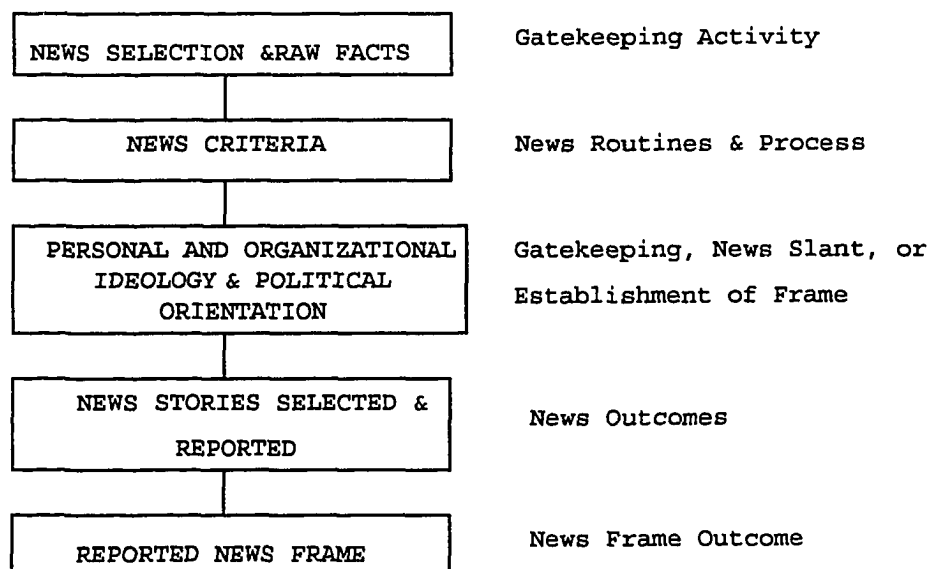 NEWS SELECTION &RAW FACTS
Gatekeeping Activity
NEWS CRITERIA
News Routines & Process
PERSONAL AND ORGANIZATIONAL
IDEOLOGY & POLITICAL
ORIENTATION
Gatekeeping, News Slant, or
Establishment of Frame
NEWS STORIES SELECTED &
REPORTED
News Outcomes
REPORTED NEWS FRAME
News Frame Outcome